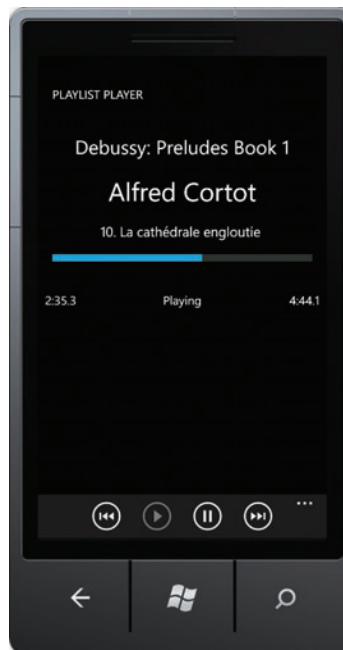 PLAYLIST PLAYER
Debussy: Preludes Book 1
Alfred Cortot
10. La cathédrale engloutie
2:35.3 Playing 4:44.1